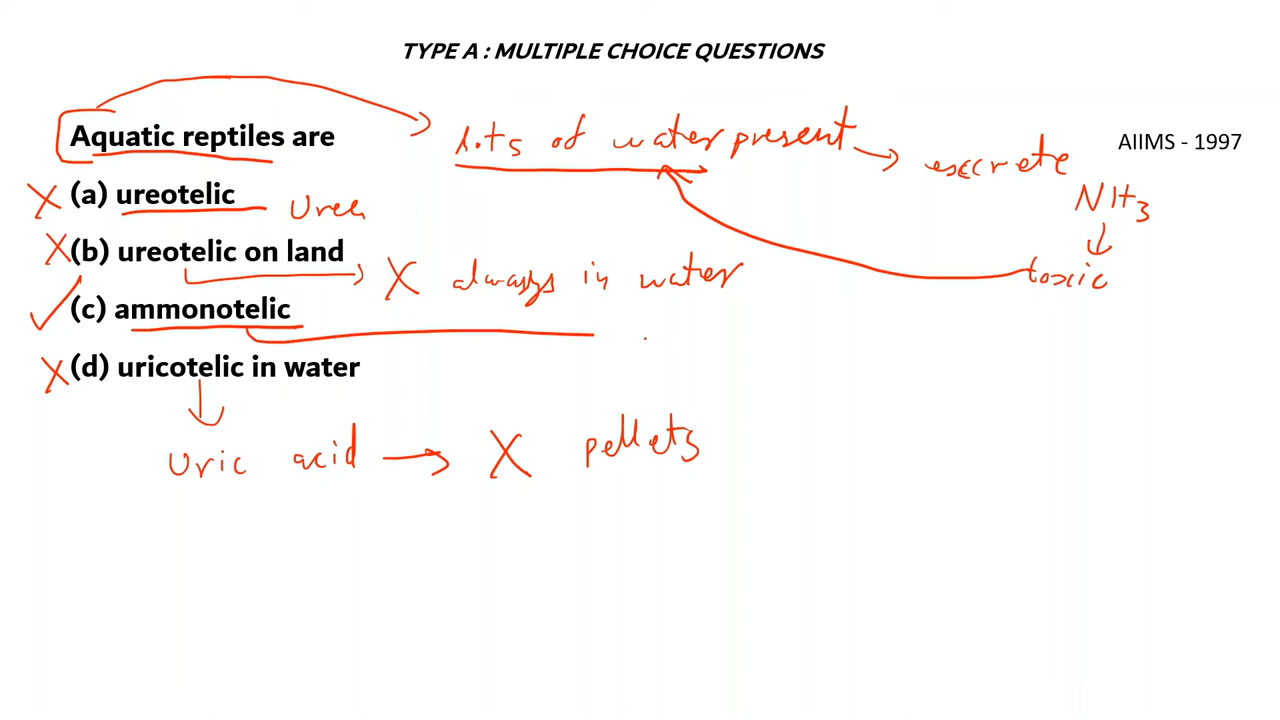 TYPE A : MULTIPLE CHOICE QUESTIONS
Aquatic reptiles are
lots of water present
excrete
AIIMS - 1997
NH3
toxic
(a) ureotelic
Urea
(b) ureotelic on land
X always in water
(c) ammonotelic
(d) uricotelic in water
Uric acid → X pellets